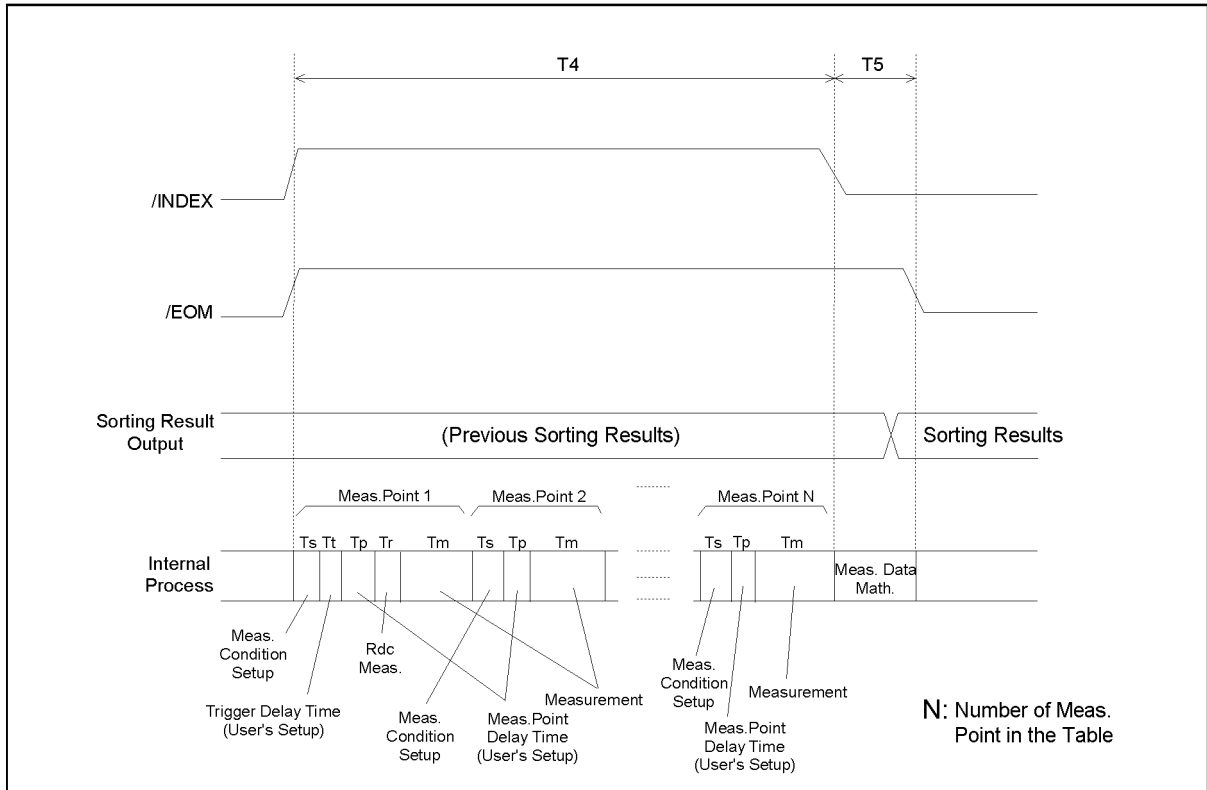 T4 T5
/INDEX
/EOM
Sorting Result
Output
(Previous Sorting Results) Sorting Results
Meas.Point 1 Meas.Point 2 ........ Meas.Point N
Ts Tt Tp Tr Tm Ts Tp Tm Ts Tp Tm
Internal
Process
Meas. Data
Math.
Meas.
Condition
Setup
Rdc
Meas.
Trigger Delay Time
(User's Setup)
Meas.
Condition
Setup
Meas.Point
Delay Time
(User's Setup)
Measurement
Meas.
Condition
Setup
Meas.Point
Delay Time
(User's Setup)
Measurement
N: Number of Meas.
Point in the Table